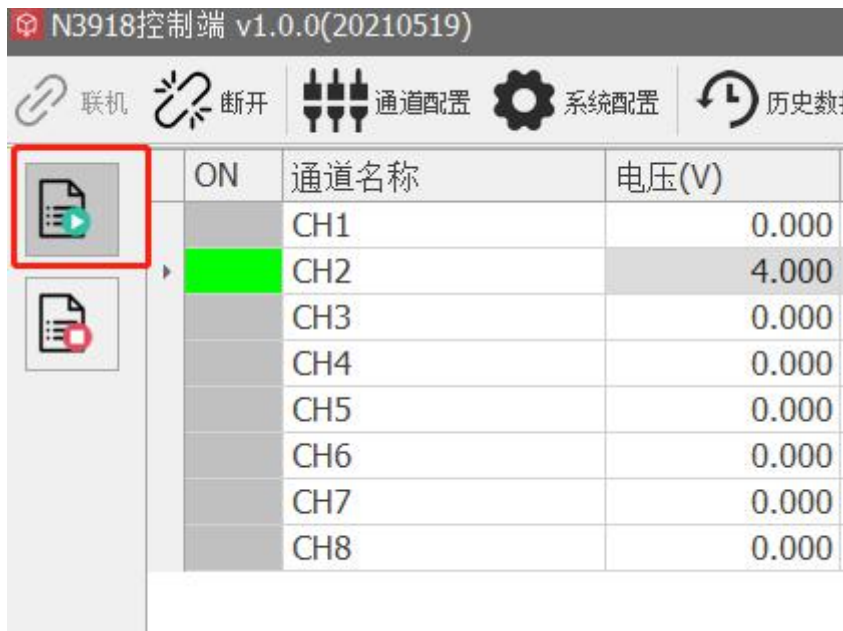 N3918控制端 v1.0.0(20210519)
联机 断开 通道配置 系统配置 历史数
ON 通道名称 电压(V)
CH1 0.000
CH2 4.000
CH3 0.000
CH4 0.000
CH5 0.000
CH6 0.000
CH7 0.000
CH8 0.000